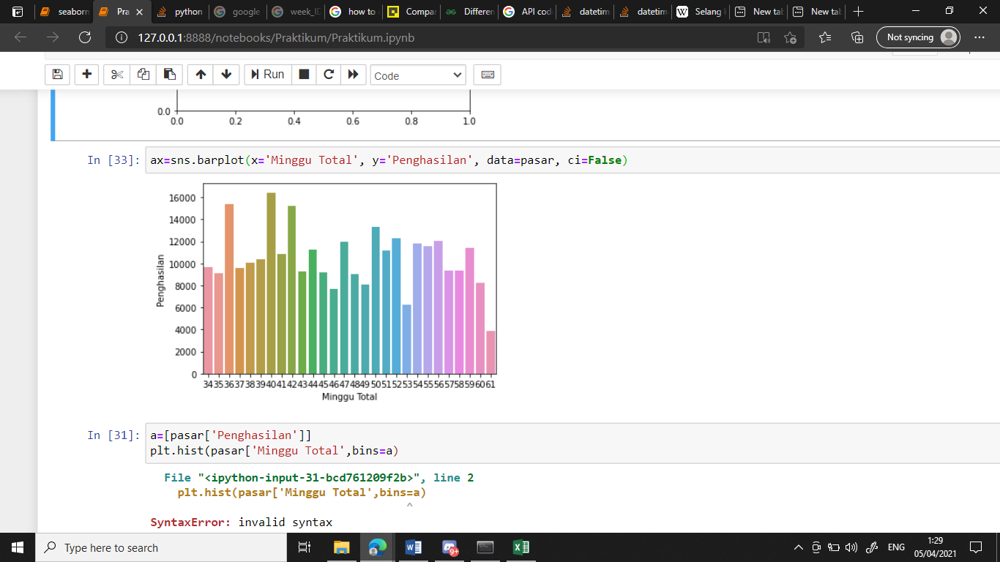 seaborn Pra python google week_ID how to Compar Differen API cod datetim datetim Selang New tab New tab
127.0.0.1:8888/notebooks/Praktikum/Praktikum.ipynb Not syncing
Run Code
0.0
0.0 0.2 0.4 0.6 0.8 1.0
In [33]: ax=sns.barplot(x='Minggu Total', y='Penghasilan', data=pasar, ci=False)
16000
14000
12000
10000
8000
6000
4000
2000
0
Penghasilan
34 35 36 37 38 39 40 41 42 43 44 45 46 47 48 49 50 51 52 53 54 55 56 57 58 59 60 61
Minggu Total
In [31]: a=[pasar['Penghasilan']]
plt.hist(pasar['Minggu Total',bins=a)
File "<ipython-input-31-bcd761209f2b>", line 2
plt.hist(pasar['Minggu Total',bins=a)
^
SyntaxError: invalid syntax
Type here to search
9+
ENG
1:29
05/04/2021